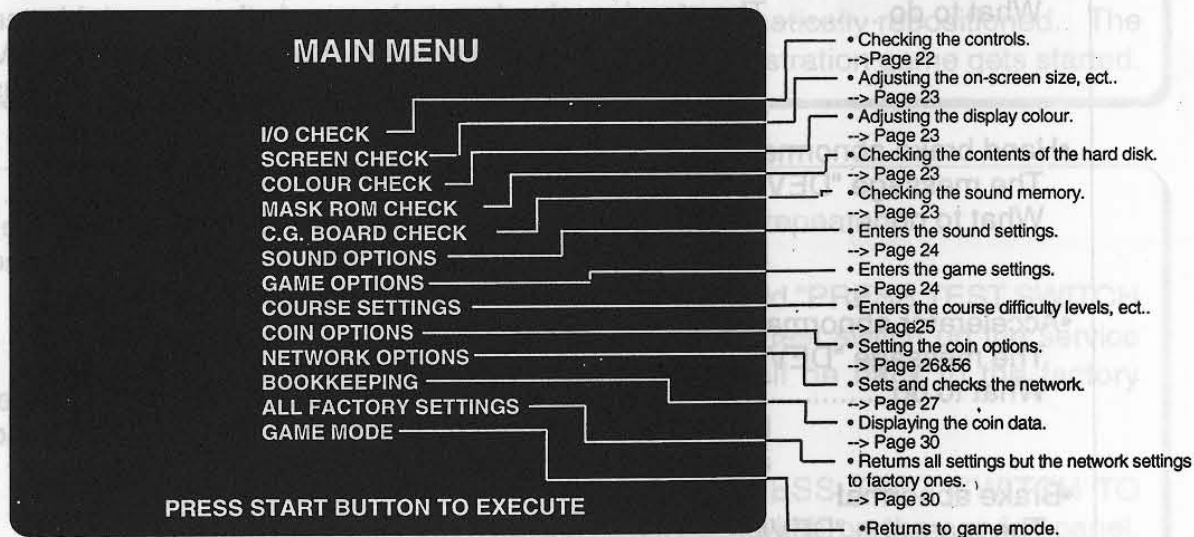 MAIN MENU
I/O CHECK
SCREEN CHECK
COLOUR CHECK
MASK ROM CHECK
C.G. BOARD CHECK
SOUND OPTIONS
GAME OPTIONS
COURSE SETTINGS
COIN OPTIONS
NETWORK OPTIONS
BOOKKEEPING
ALL FACTORY SETTINGS
GAME MODE
PRESS START BUTTON TO EXECUTE
• Checking the controls.
-->Page 22
• Adjusting the on-screen size, ect..
--> Page 23
• Adjusting the display colour.
--> Page 23
• Checking the contents of the hard disk.
--> Page 23
• Checking the sound memory.
--> Page 23
• Enters the sound settings.
--> Page 24
• Enters the game settings.
--> Page 24
• Enters the course difficulty levels, ect..
--> Page25
• Setting the coin options.
--> Page 26&56
• Sets and checks the network.
--> Page 27
• Displaying the coin data.
--> Page 30
• Returns all settings but the network settings
to factory ones.
--> Page 30
•Returns to game mode.